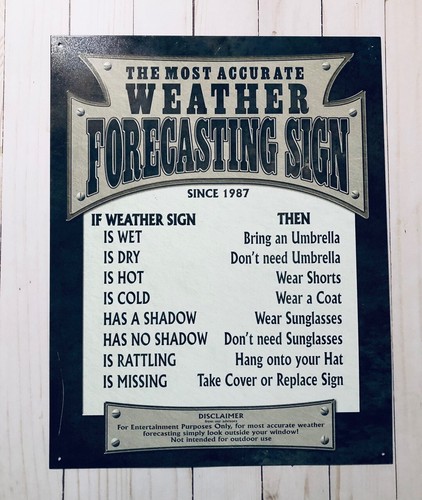 THE MOST ACCURATE
WEATHER
FORECASTING SIGN
SINCE 1987
IF WEATHER SIGN THEN
IS WET Bring an Umbrella
IS DRY Don't need Umbrella
IS HOT Wear Shorts
IS COLD Wear a Coat
HAS A SHADOW Wear Sunglasses
HAS NO SHADOW Don't need Sunglasses
IS RATTLING Hang onto your Hat
IS MISSING Take Cover or Replace Sign
DISCLAIMER
For Entertainment Purposes Only, for most accurate weather
forecasting simply look outside your window!
Not intended for outdoor use